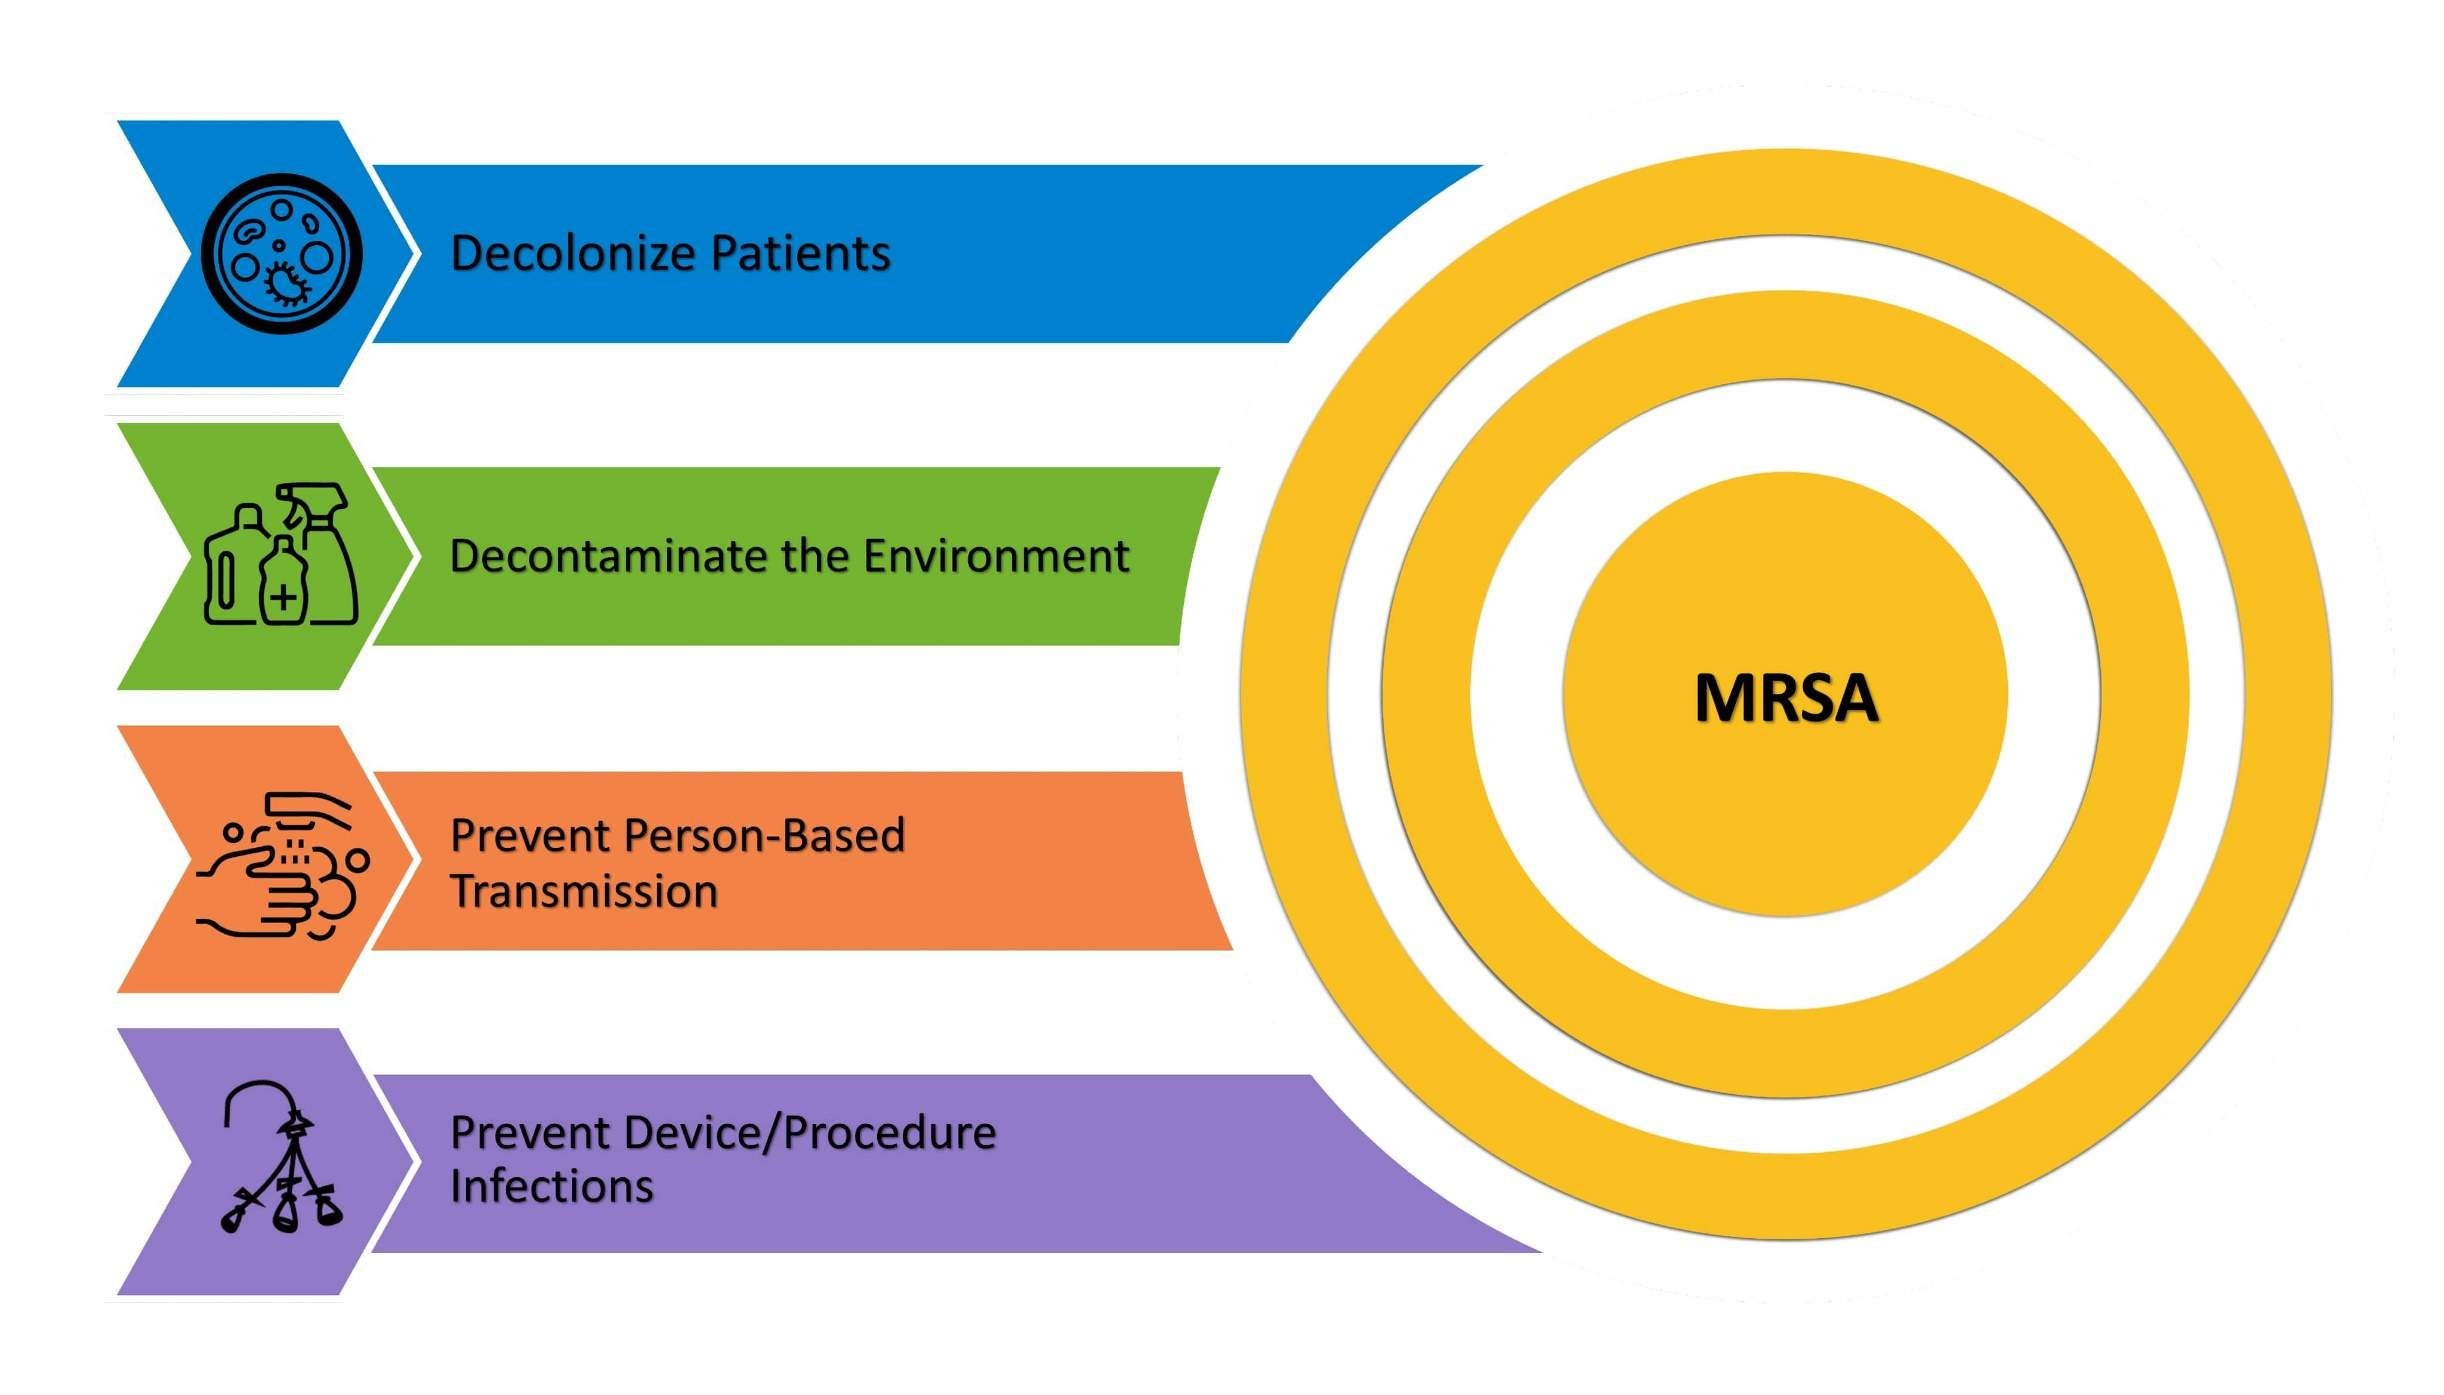 Decolonize Patients
Decontaminate the Environment
Prevent Person-Based
Transmission
Prevent Device/Procedure
Infections
MRSA